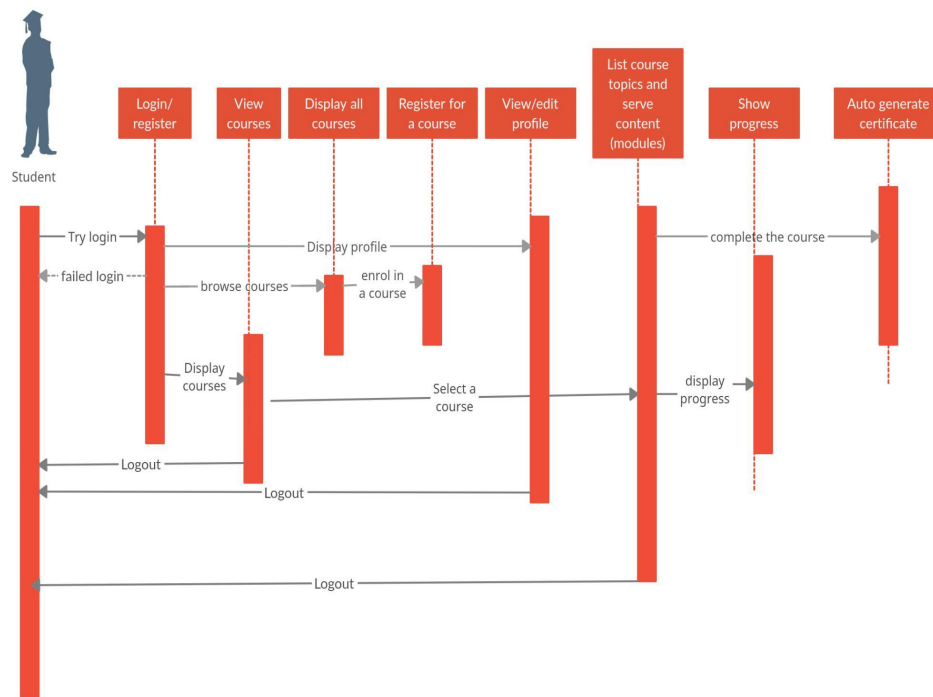 List course
topics and
serve
content
(modules)
Login/
register
View
courses
Display all
courses
Register for
a course
View/edit
profile
Show
progress
Auto generate
certificate
Student
Try login
Display profile
complete the course
failed login
browse courses
enrol in
a course
Display
courses
Select a
course
display
progress
Logout
Logout
Logout